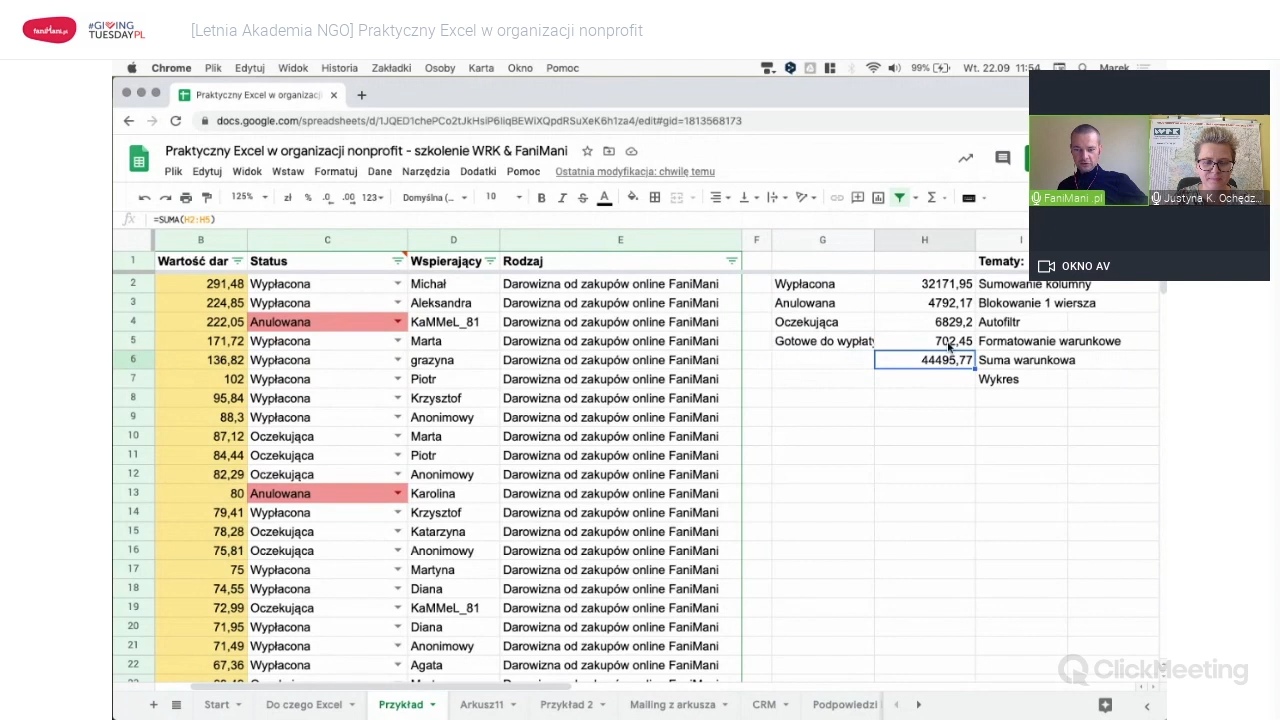 faniMani.pl #GIVING TUESDAYPL [Letnia Akademia NGO] Praktyczny Excel w organizacji nonprofit
Chrome Plik Edytuj Widok Historia Zakładki Osoby Karta Okno Pomoc 99% Wt. 22.09 11:54 Marek
Praktyczny Excel w organizacj
docs.google.com/spreadsheets/d/1JQED1chePCo2tJkHsiP6IiqBEWiXQpdRSuXeK6h1za4/edit#gid=1813568173
Praktyczny Excel w organizacji nonprofit - szkolenie WRK & FaniMani
Plik Edytuj Widok Wstaw Formatuj Dane Narzędzia Dodatki Pomoc Ostatnia modyfikacja: chwilę temu
125% zł % .0 .00 123 Domyślna (... 10 B I S A Σ
fx =SUMA(H2:H5)
FaniMani .pl Justyna K. Ochędz...
OKNO AV
B C D E F G H I
1 Wartość dar Status Wspierający Rodzaj Tematy:
2 291,48 Wypłacona Michał Darowizna od zakupów online FaniMani Wypłacona 32171,95 Sumowanie kolumny
3 224,85 Wypłacona Aleksandra Darowizna od zakupów online FaniMani Anulowana 4792,17 Blokowanie 1 wiersza
4 222,05 Anulowana KaMMeL_81 Darowizna od zakupów online FaniMani Oczekująca 6829,2 Autofiltr
5 171,72 Wypłacona Marta Darowizna od zakupów online FaniMani Gotowe do wypłaty 702,45 Formatowanie warunkowe
6 136,82 Wypłacona grazyna Darowizna od zakupów online FaniMani 44495,77 Suma warunkowa
7 102 Wypłacona Piotr Darowizna od zakupów online FaniMani Wykres
8 95,84 Wypłacona Krzysztof Darowizna od zakupów online FaniMani
9 88,3 Wypłacona Anonimowy Darowizna od zakupów online FaniMani
10 87,12 Oczekująca Marta Darowizna od zakupów online FaniMani
11 84,44 Oczekująca Piotr Darowizna od zakupów online FaniMani
12 82,29 Oczekująca Anonimowy Darowizna od zakupów online FaniMani
13 80 Anulowana Karolina Darowizna od zakupów online FaniMani
14 79,41 Wypłacona Krzysztof Darowizna od zakupów online FaniMani
15 78,28 Oczekująca Katarzyna Darowizna od zakupów online FaniMani
16 75,81 Oczekująca Anonimowy Darowizna od zakupów online FaniMani
17 75 Wypłacona Martyna Darowizna od zakupów online FaniMani
18 74,55 Wypłacona Diana Darowizna od zakupów online FaniMani
19 72,99 Oczekująca KaMMeL_81 Darowizna od zakupów online FaniMani
20 71,95 Wypłacona Diana Darowizna od zakupów online FaniMani
21 71,49 Wypłacona Anonimowy Darowizna od zakupów online FaniMani
22 67,36 Wypłacona Agata Darowizna od zakupów online FaniMani
ClickMeeting
Start Do czego Excel Przykład Arkusz11 Przykład 2 Mailing z arkusza CRM Podpowiedzi